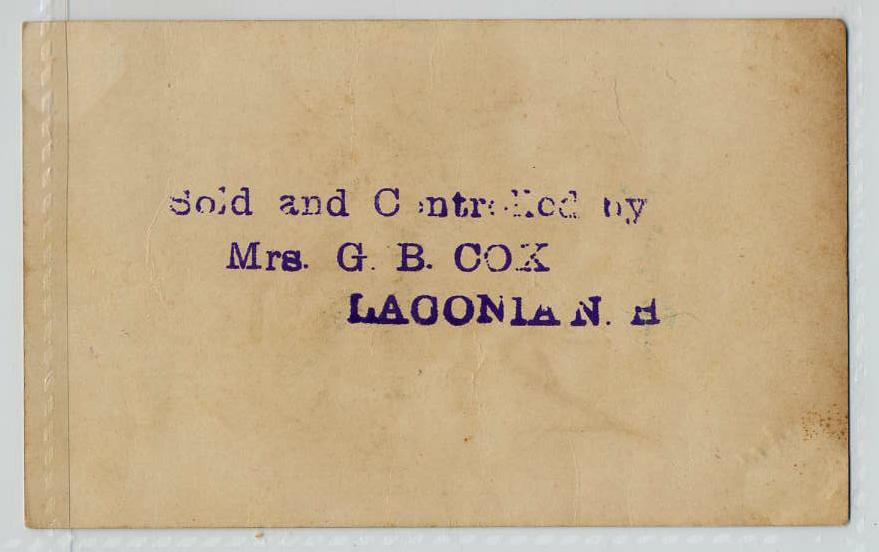 Sold and Controlled by
Mrs. G. B. COX
LACONIA N. H